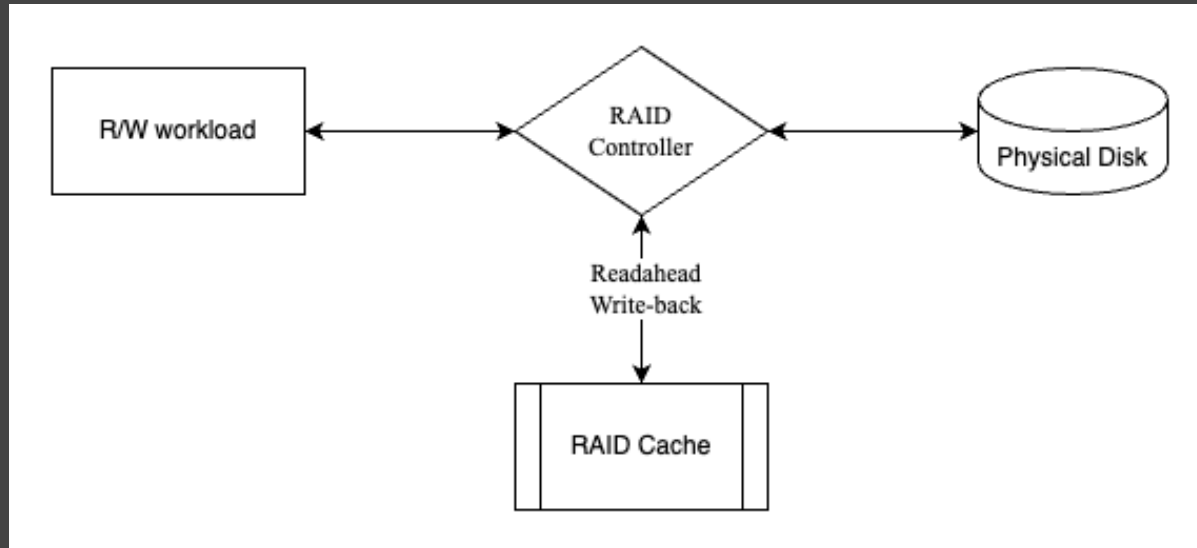 R/W workload
RAID
Controller
Physical Disk
Readahead
Write-back
RAID Cache